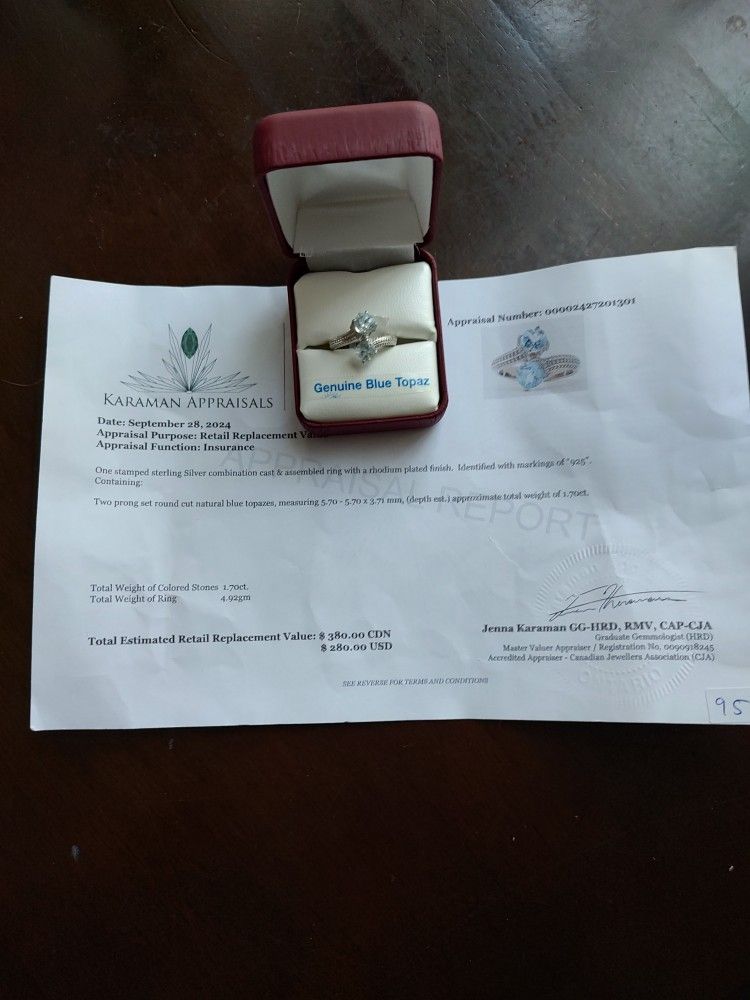 Appraisal Number: 00002427201301
KARAMAN APPRAISALS
Genuine Blue Topaz
Date: September 28, 2024
Appraisal Purpose: Retail Replacement Value
Appraisal Function: Insurance
One stamped sterling Silver combination cast & assembled ring with a rhodium plated finish. Identified with markings of "925".
Containing:
Two prong set round cut natural blue topazes, measuring 5.70 - 5.70 x 3.71 mm, (depth est.) approximate total weight of 1.70ct.
APPRAISAL REPORT
Total Weight of Colored Stones 1.70ct.
Total Weight of Ring 4.92gm
Total Estimated Retail Replacement Value: $ 380.00 CDN
$ 280.00 USD
Jenna Karaman GG-HRD, RMV, CAP-CJA
Graduate Gemmologist (HRD)
Master Valuer Appraiser / Registration No. 0090918245
Accredited Appraiser - Canadian Jewellers Association (CJA)
SEE REVERSE FOR TERMS AND CONDITIONS
95